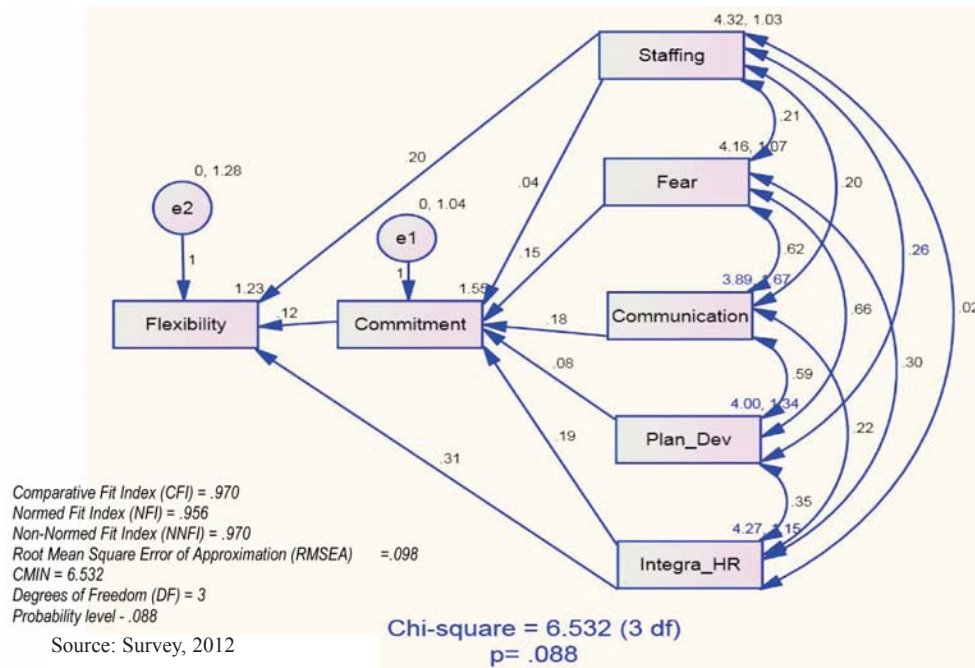 4.32, 1.03
Staffing
.21
4.16, 1.07
.20
0, 1.28
Fear
.04
.20
e2
0, 1.04
e1
.15
.62
.26
1
1
3.89, 1.67
.02
1.23
1.55
Flexibility
.12
Commitment
.18
Communication
.66
.08
.59
.30
4.00, 1.34
.22
Plan_Dev
.19
.31
.35
Comparative Fit Index (CFI) = .970
Normed Fit Index (NFI) = .956
Non-Normed Fit Index (NNFI) = .970
Root Mean Square Error of Approximation (RMSEA) =.098
CMIN = 6.532
Degrees of Freedom (DF) = 3
Probability level - .088
4.27, 1.15
Integra_HR
Source: Survey, 2012
Chi-square = 6.532 (3 df)
p= .088